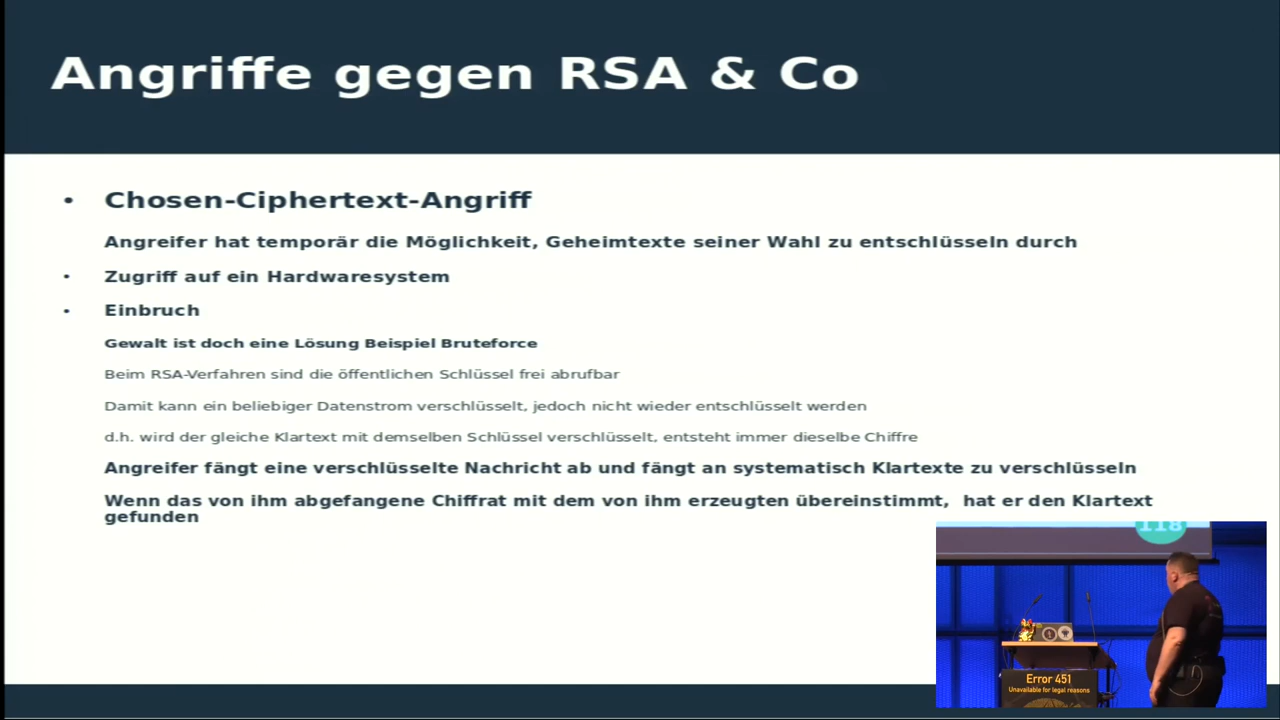 Angriffe gegen RSA & Co
• Chosen-Ciphertext-Angriff
Angreifer hat temporär die Möglichkeit, Geheimtexte seiner Wahl zu entschlüsseln durch
• Zugriff auf ein Hardwaresystem
• Einbruch
Gewalt ist doch eine Lösung Beispiel Bruteforce
Beim RSA-Verfahren sind die öffentlichen Schlüssel frei abrufbar
Damit kann ein beliebiger Datenstrom verschlüsselt, jedoch nicht wieder entschlüsselt werden
d.h. wird der gleiche Klartext mit demselben Schlüssel verschlüsselt, entsteht immer dieselbe Chiffre
Angreifer fängt eine verschlüsselte Nachricht ab und fängt an systematisch Klartexte zu verschlüsseln
Wenn das von ihm abgefangene Chiffrat mit dem von ihm erzeugten übereinstimmt, hat er den Klartext
gefunden
118
Error 451
Unavailable for legal reasons